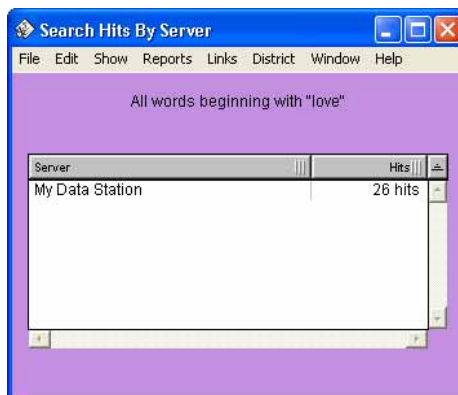 Search Hits By Server
File Edit Show Reports Links District Window Help
All words beginning with "love"
Server Hits
My Data Station 26 hits